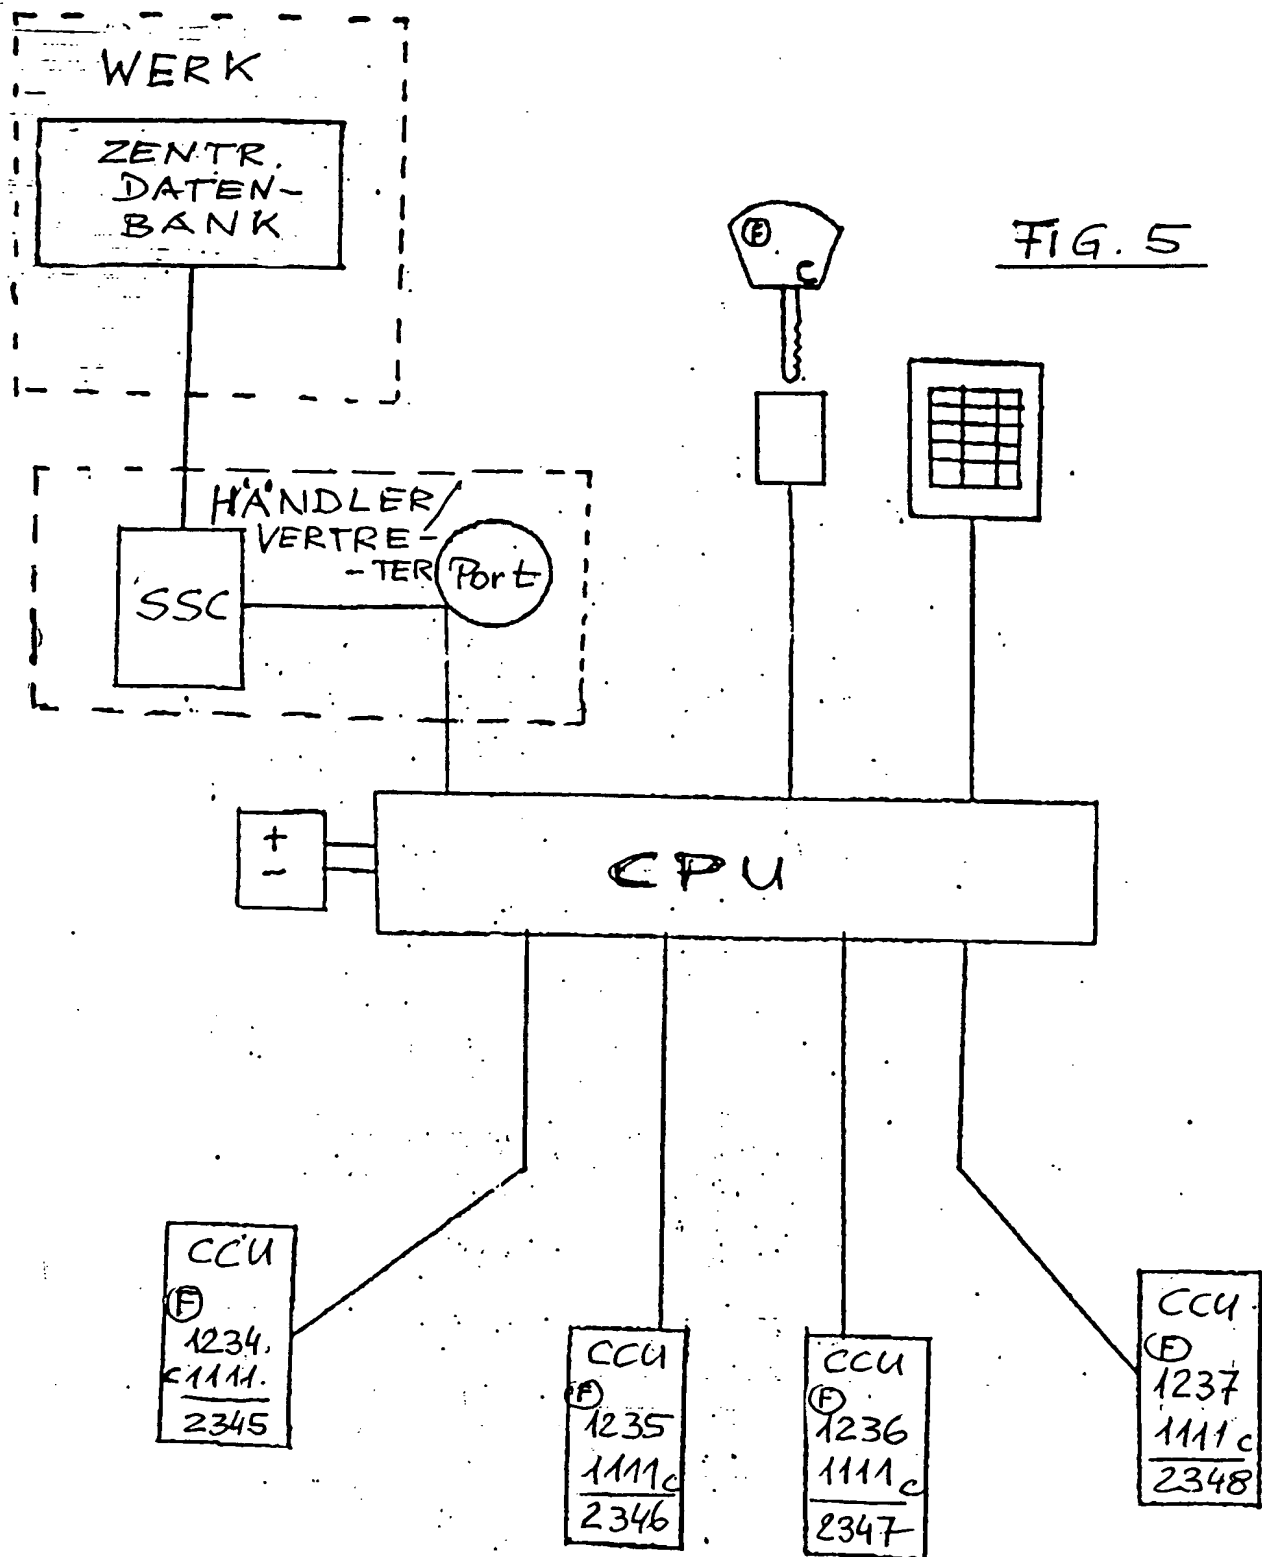 WERK
ZENTR.
DATEN-
BANK
FIG. 5
C
HÄNDLER/
VERTRE-
-TER
Port
SSC
+
-
CPU
CCU
F
1234.
c1111.
2345
CCU
F
1235
1111c
2346
CCU
F
1236
1111c
2347
CCU
F
1237
1111c
2348